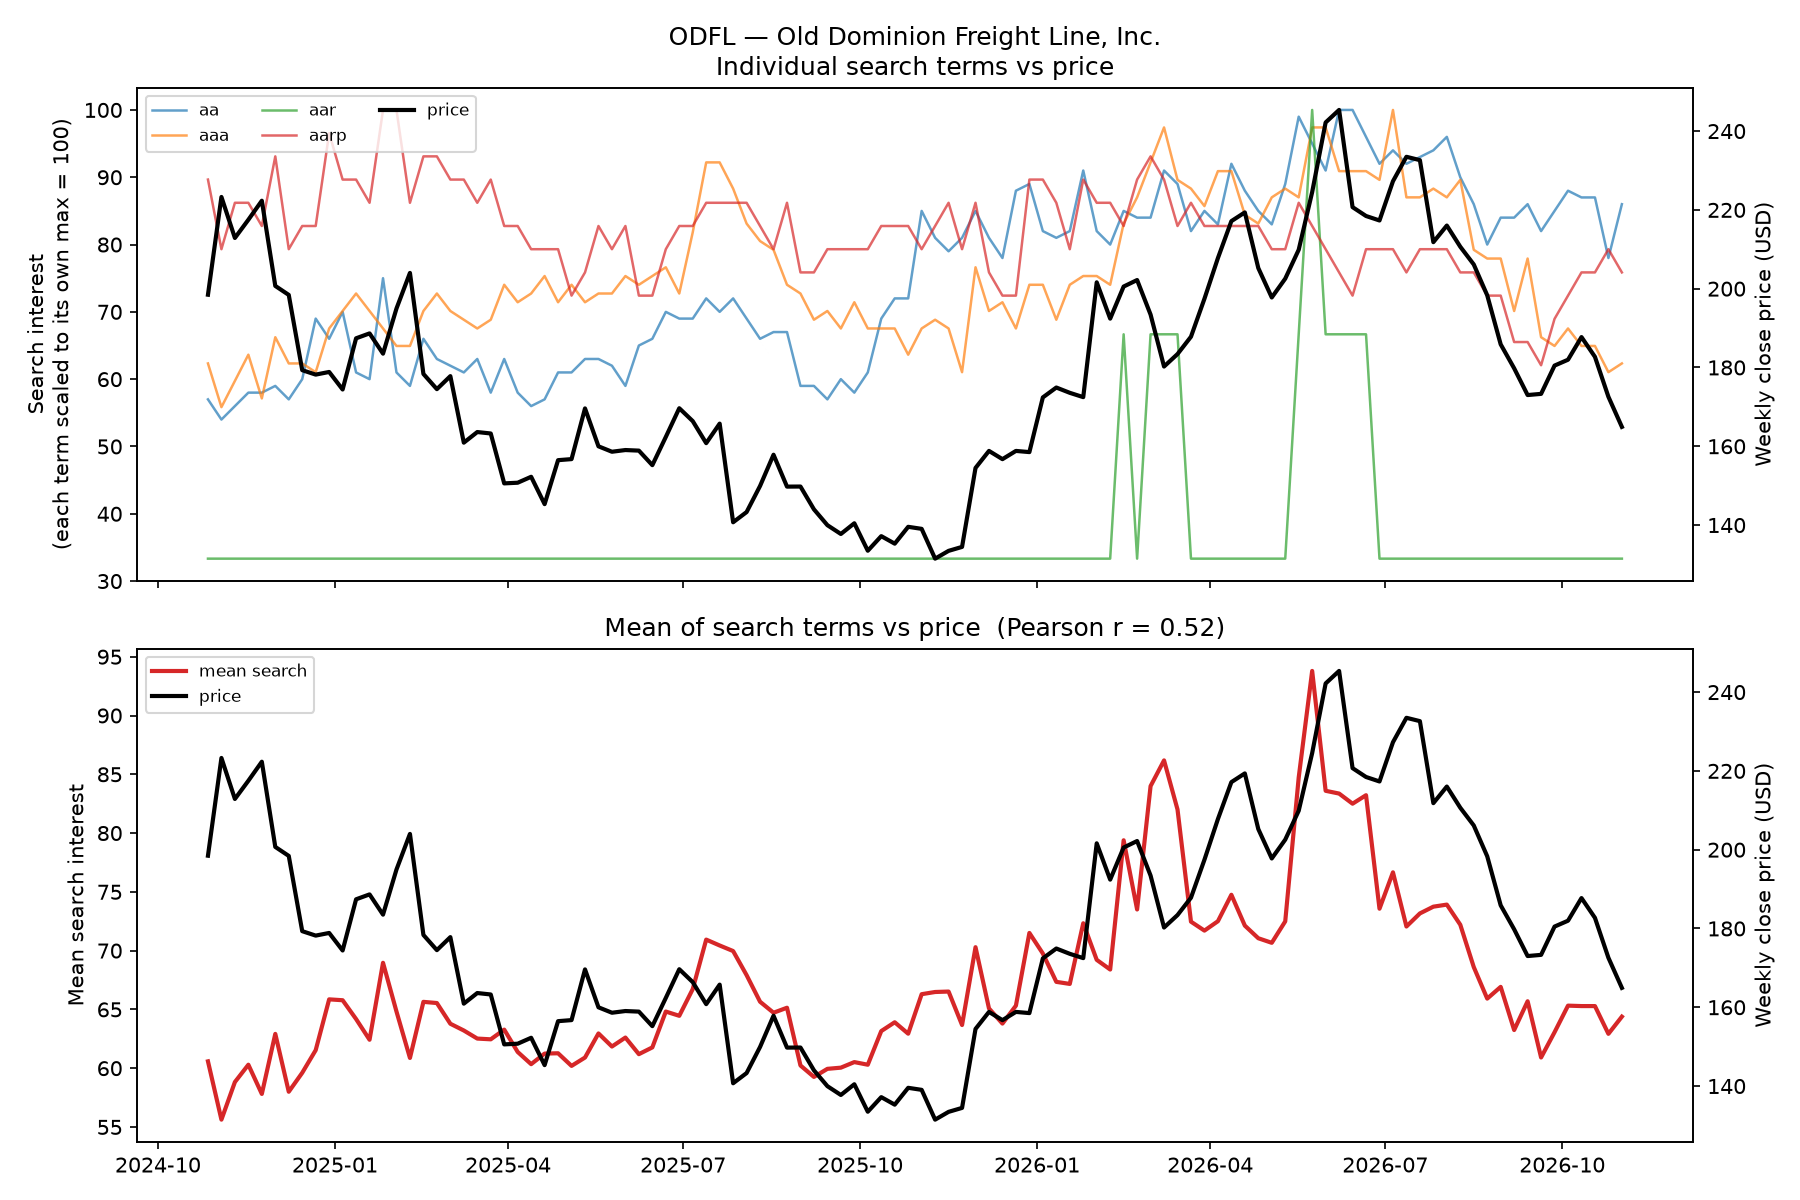 ODFL — Old Dominion Freight Line, Inc.
Individual search terms vs price
aa
aaa
aar
aarp
price
Search interest
(each term scaled to its own max = 100)
100
90
80
70
60
50
40
30
240
220
200
180
160
140
Weekly close price (USD)
Mean of search terms vs price (Pearson r = 0.52)
mean search
price
Mean search interest
95
90
85
80
75
70
65
60
55
240
220
200
180
160
140
Weekly close price (USD)
2024-10
2025-01
2025-04
2025-07
2025-10
2026-01
2026-04
2026-07
2026-10